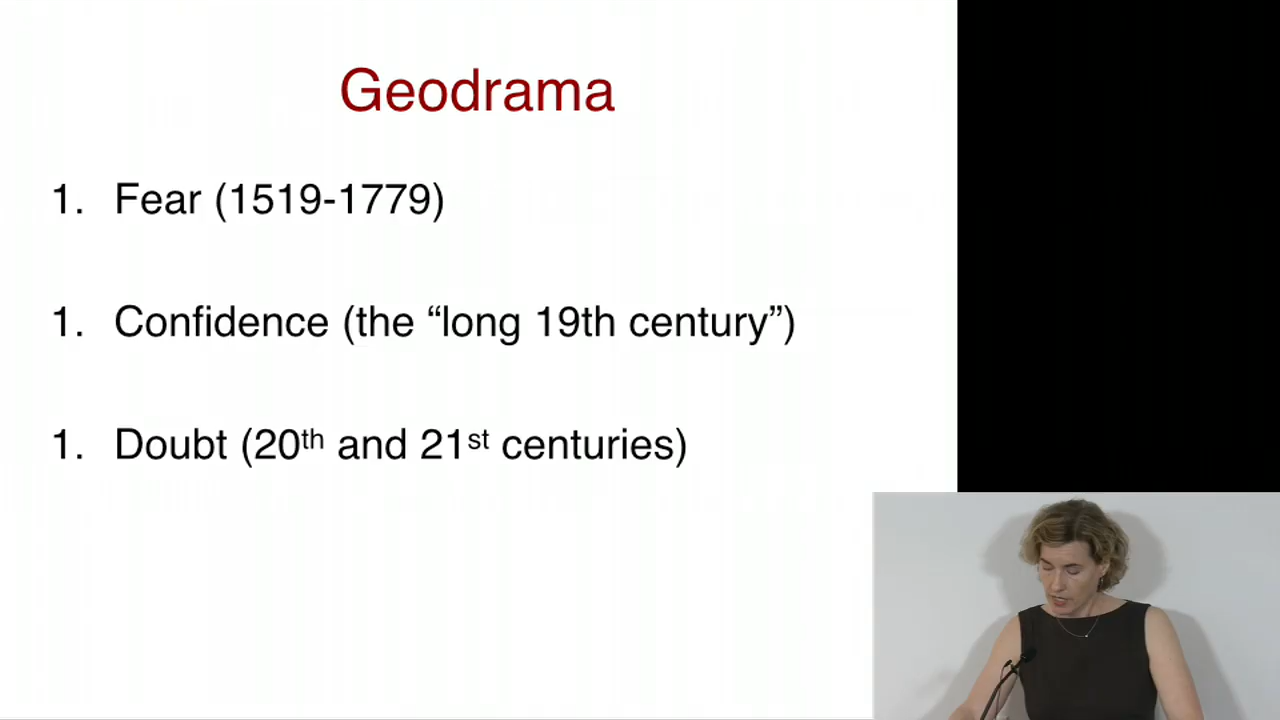 Geodrama
1. Fear (1519-1779)
1. Confidence (the “long 19th century”)
1. Doubt (20th and 21st centuries)